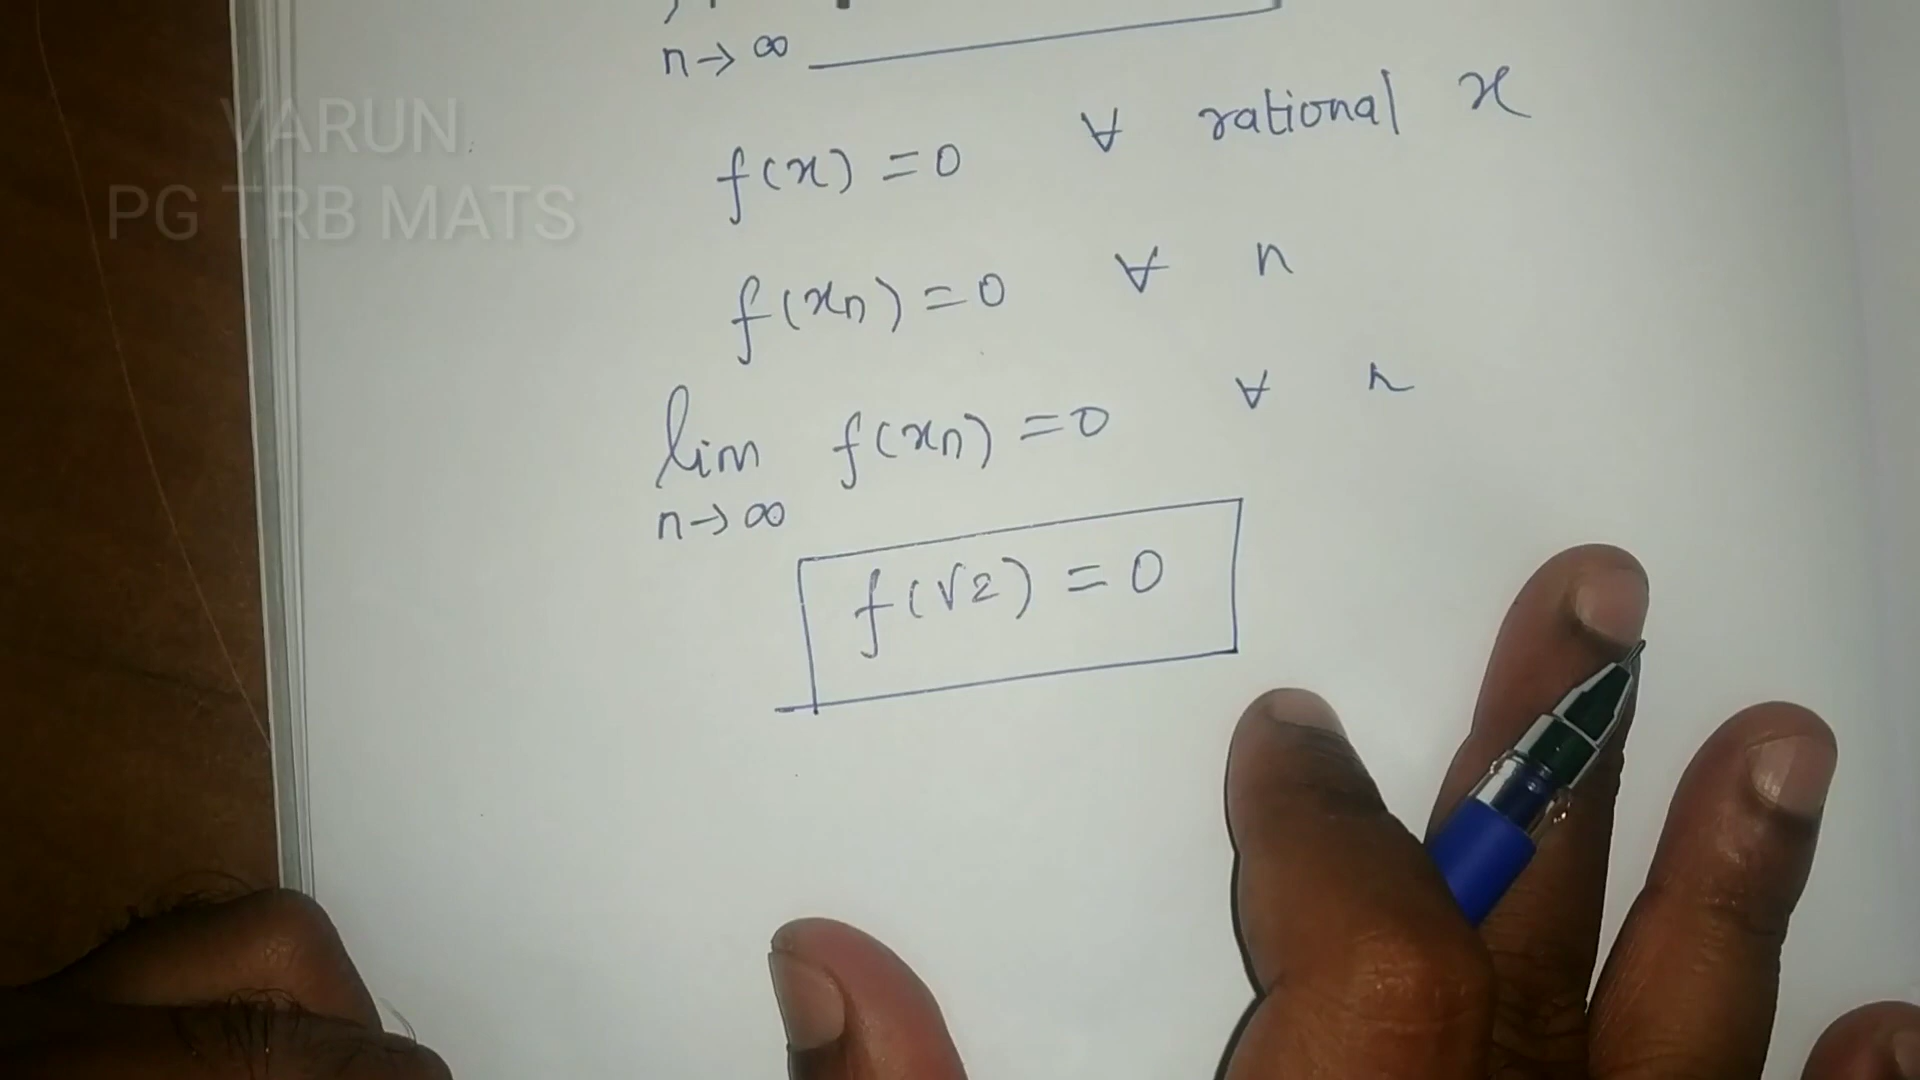 n→∞
f(x) = 0 ∀ rational x
f(xn) = 0 ∀ n
lim f(xn) = 0 ∀ n
n→∞
f(√2) = 0
VARUN
PG TRB MATS